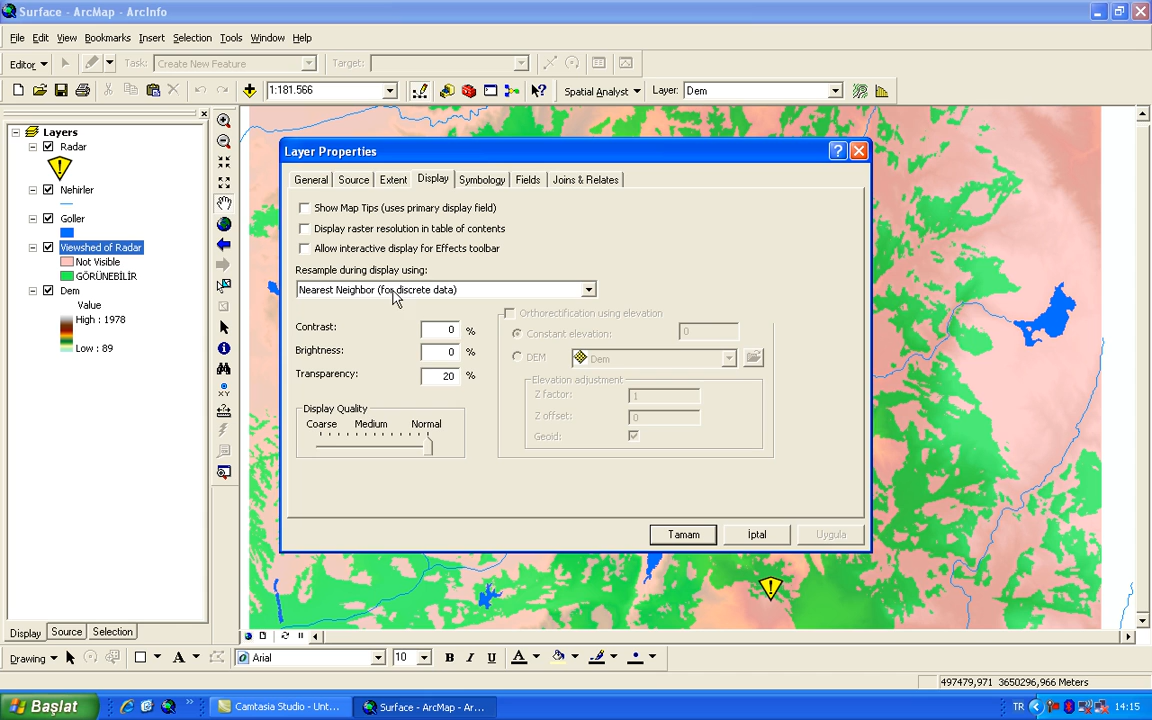 Surface - ArcMap - ArcInfo
File Edit View Bookmarks Insert Selection Tools Window Help
Editor Task: Create New Feature Target:
1:181.566 Spatial Analyst Layer: Dem
Layers
Radar
Nehirler
Goller
Viewshed of Radar
Not Visible
GÖRÜNEBİLİR
Dem
Value
High : 1978
Low : 89
Layer Properties
General Source Extent Display Symbology Fields Joins & Relates
Show Map Tips (uses primary display field)
Display raster resolution in table of contents
Allow interactive display for Effects toolbar
Resample during display using:
Nearest Neighbor (for discrete data)
Contrast: 0 %
Brightness: 0 %
Transparency: 20 %
Display Quality
Coarse Medium Normal
Orthorectification using elevation
Constant elevation: 0
DEM Dem
Elevation adjustment
Z factor: 1
Z offset: 0
Geoid:
Tamam İptal Uygula
Display Source Selection
Drawing A Arial 10 B I U A
497479,971 3650296,966 Meters
Başlat Camtasia Studio - Unt... Surface - ArcMap - Ar... TR 14:15